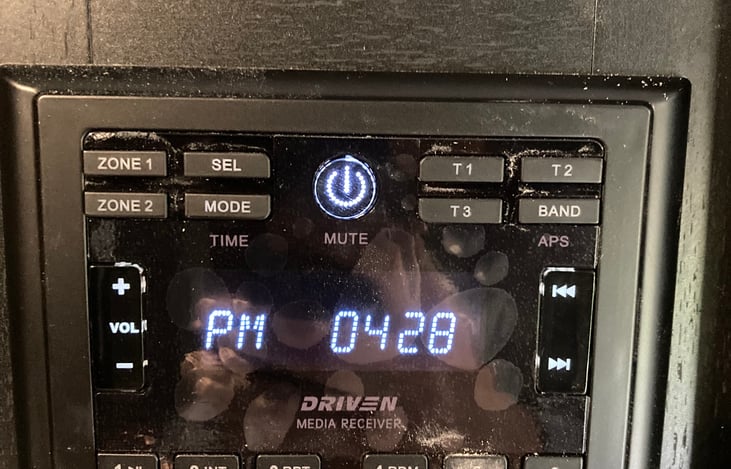 ZONE 1 SEL T1 T2
ZONE 2 MODE T3 BAND
TIME MUTE APS
+
VOL
-
PM 0428
DRIVEN
MEDIA RECEIVER